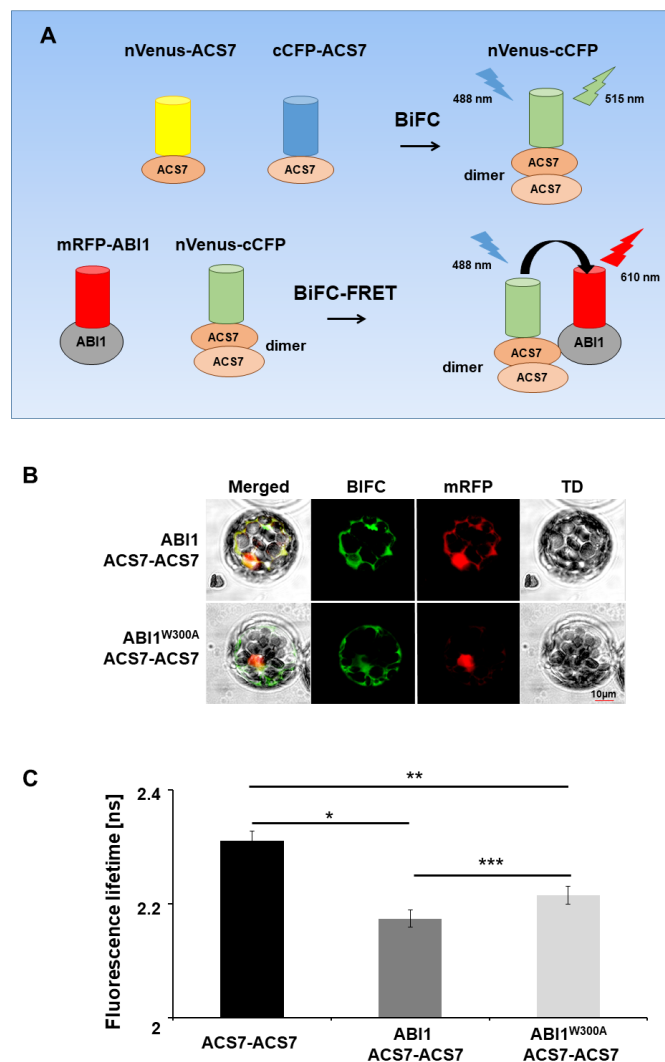 A
nVenus-ACS7 cCFP-ACS7 nVenus-cCFP
488 nm 515 nm
BiFC
ACS7 ACS7 dimer ACS7
ACS7
mRFP-ABI1 nVenus-cCFP
488 nm 610 nm
BiFC-FRET
ABI1 ACS7 dimer ACS7 ABI1
ACS7 dimer ACS7
B
Merged BIFC mRFP TD
ABI1
ACS7-ACS7
ABI1W300A
ACS7-ACS7
10µm
C
Fluorescence lifetime [ns]
2.4
2.2
2
**
*
***
ACS7-ACS7 ABI1 ABI1W300A
ACS7-ACS7 ACS7-ACS7